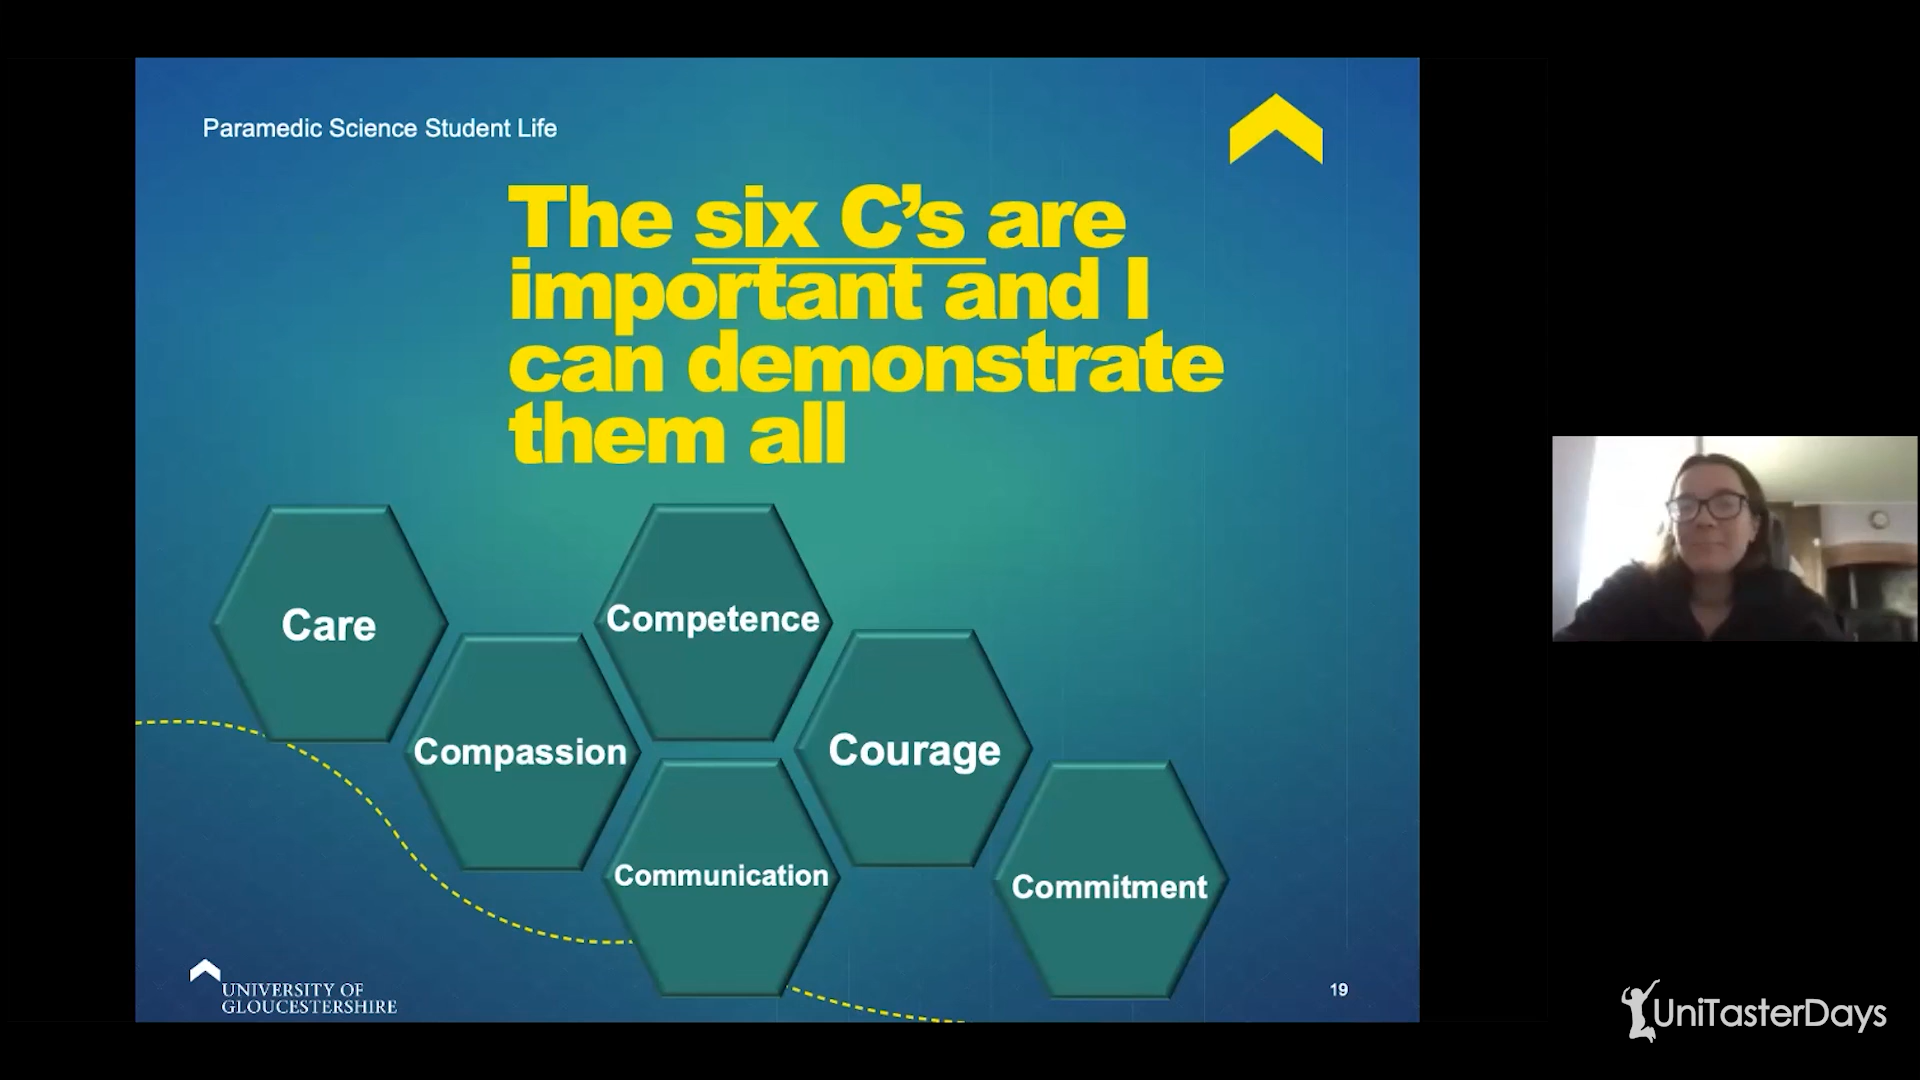 Paramedic Science Student Life
The six C’s are
important and I
can demonstrate
them all
Care
Competence
Compassion
Courage
Communication
Commitment
UNIVERSITY OF
GLOUCESTERSHIRE
19
UniTasterDays